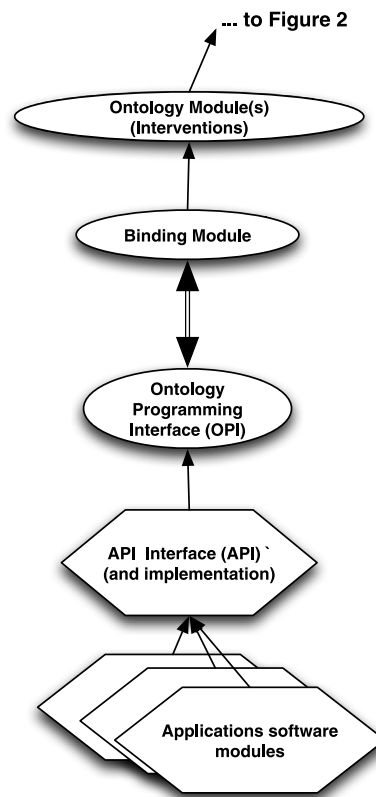 ... to Figure 2
Ontology Module(s)
(Interventions)
Binding Module
Ontology
Programming
Interface (OPI)
API  Interface (API) `
(and implementation)
Applications software
modules